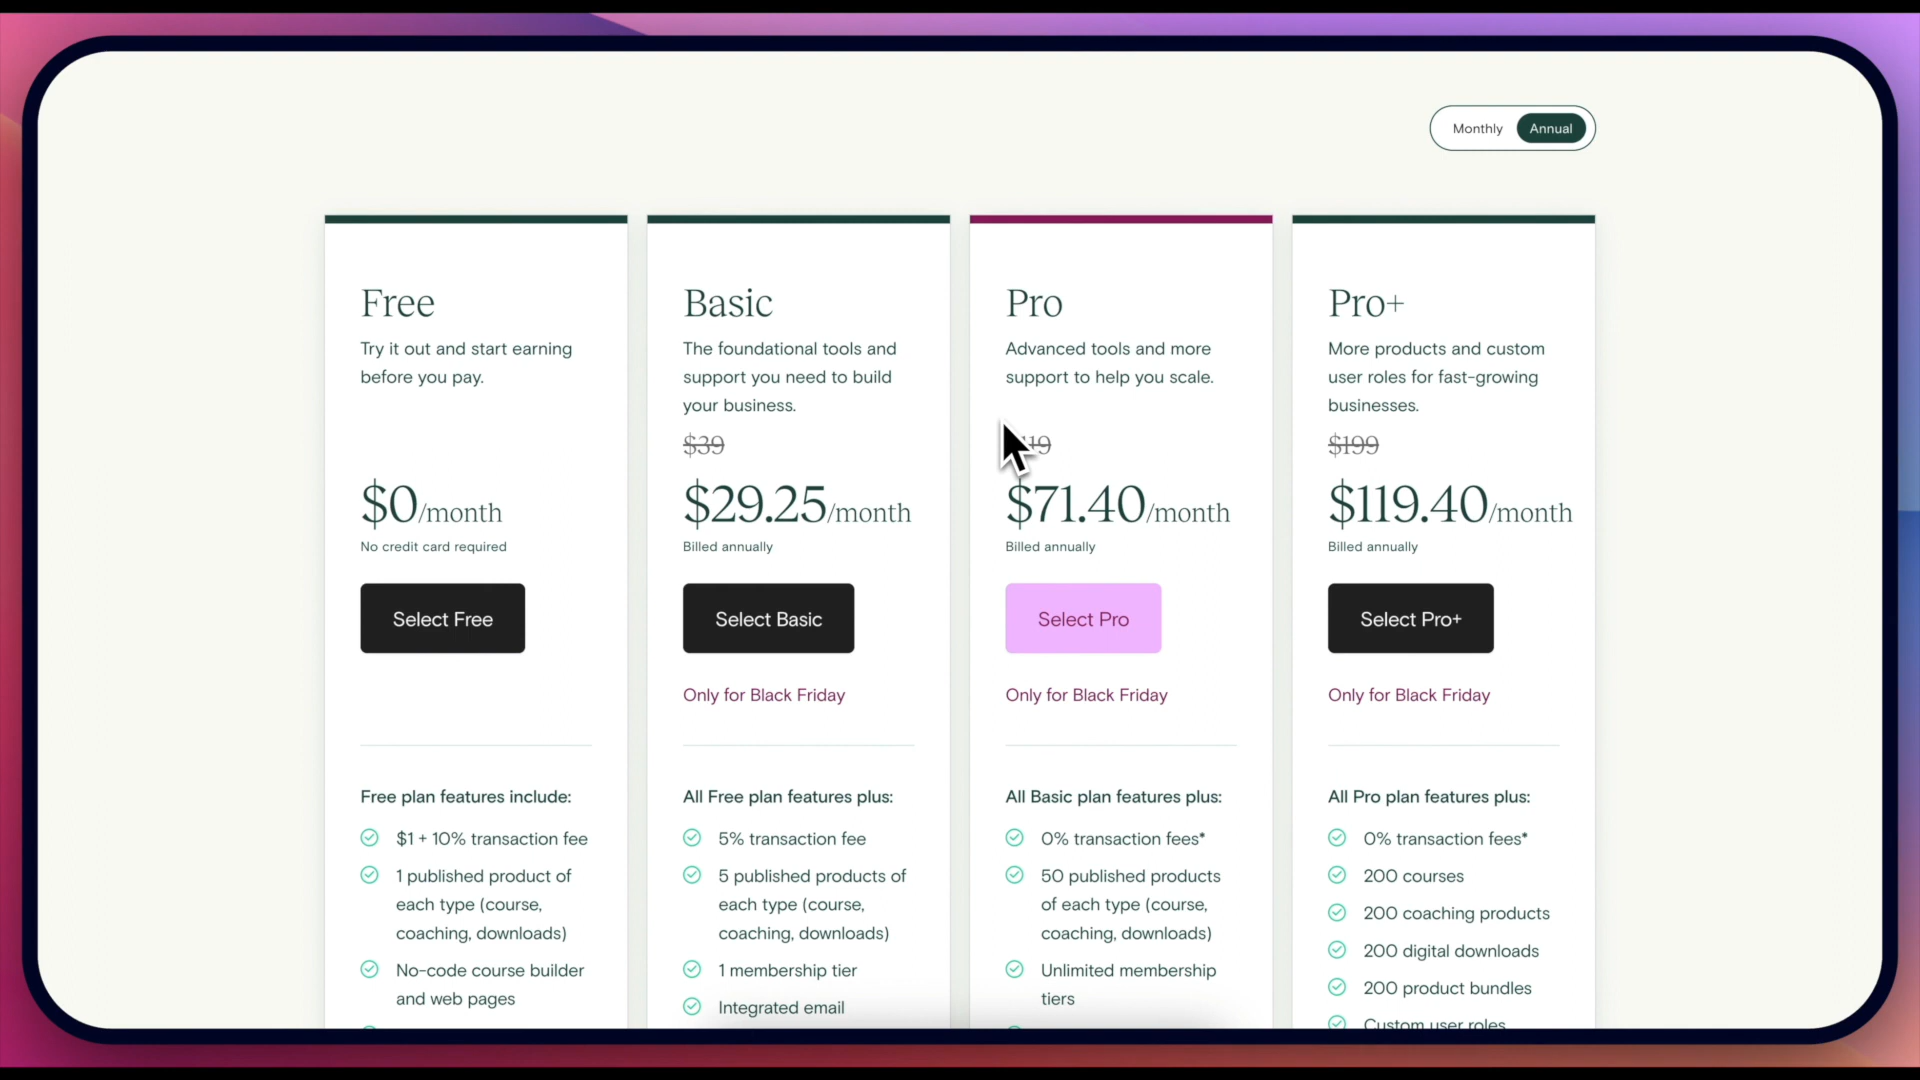 Monthly Annual
Free
Try it out and start earning
before you pay.
$0/month
No credit card required
Select Free
Free plan features include:
$1 + 10% transaction fee
1 published product of
each type (course,
coaching, downloads)
No-code course builder
and web pages
Basic
The foundational tools and
support you need to build
your business.
$39
$29.25/month
Billed annually
Select Basic
Only for Black Friday
All Free plan features plus:
5% transaction fee
5 published products of
each type (course,
coaching, downloads)
1 membership tier
Integrated email
Pro
Advanced tools and more
support to help you scale.
$71.40/month
Billed annually
Select Pro
Only for Black Friday
All Basic plan features plus:
0% transaction fees*
50 published products
of each type (course,
coaching, downloads)
Unlimited membership
tiers
Pro+
More products and custom
user roles for fast-growing
businesses.
$199
$119.40/month
Billed annually
Select Pro+
Only for Black Friday
All Pro plan features plus:
0% transaction fees*
200 courses
200 coaching products
200 digital downloads
200 product bundles
Custom user roles